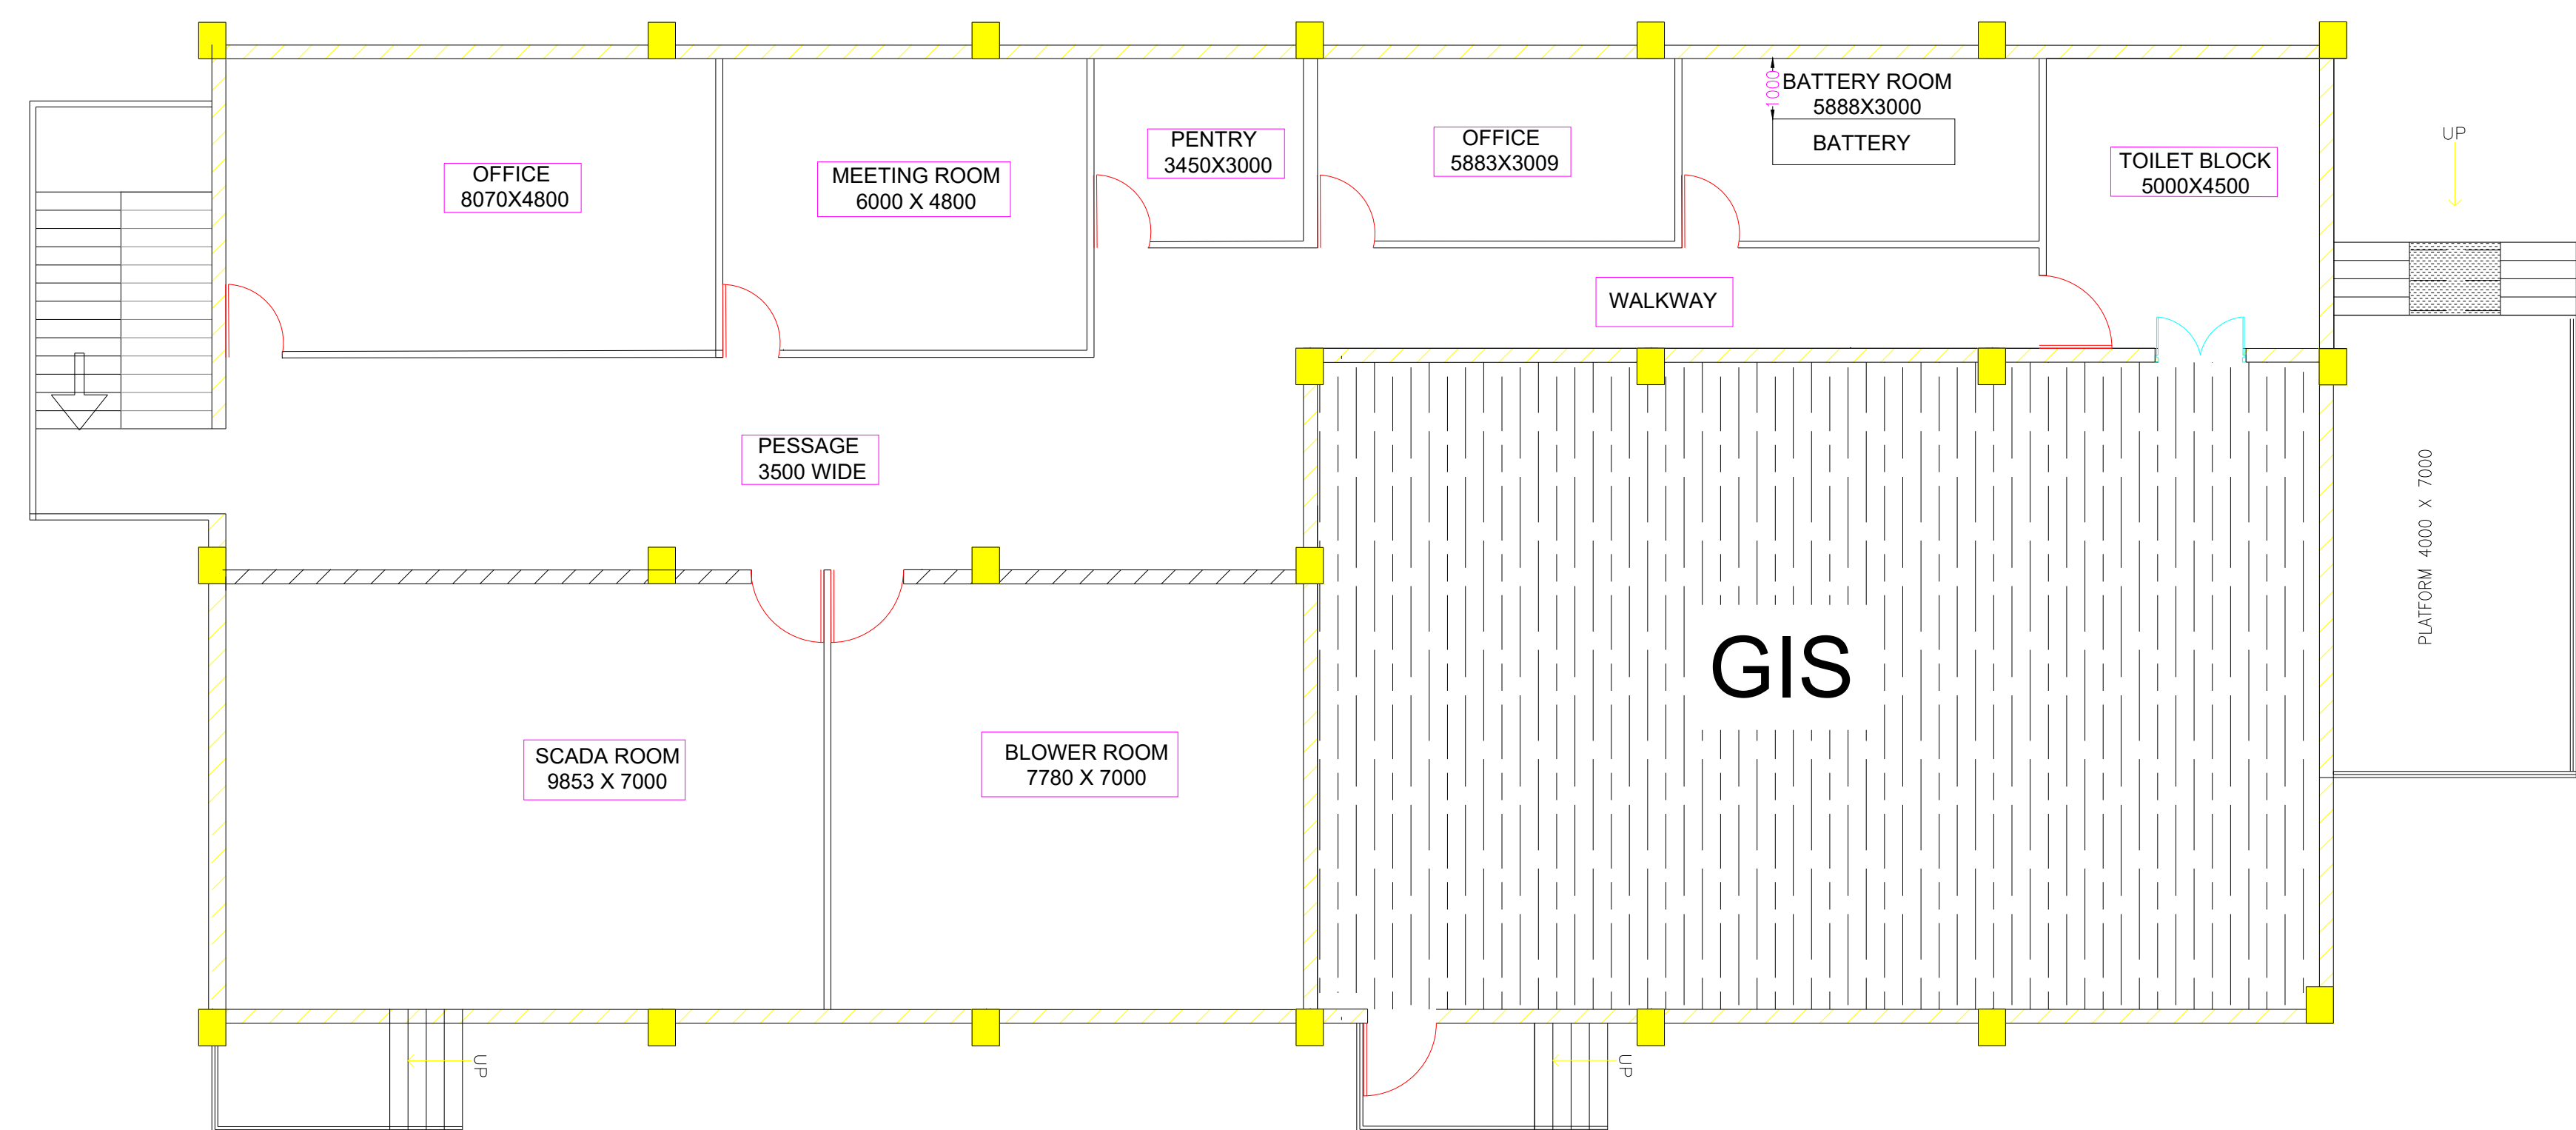 OFFICE
8070X4800
MEETING ROOM
6000 X 4800
PENTRY
3450X3000
OFFICE
5883X3009
1000
BATTERY ROOM
5888X3000
BATTERY
TOILET BLOCK
5000X4500
UP
WALKWAY
PESSAGE
3500 WIDE
PLATFORM 4000 X 7000
GIS
SCADA ROOM
9853 X 7000
BLOWER ROOM
7780 X 7000
UP
UP